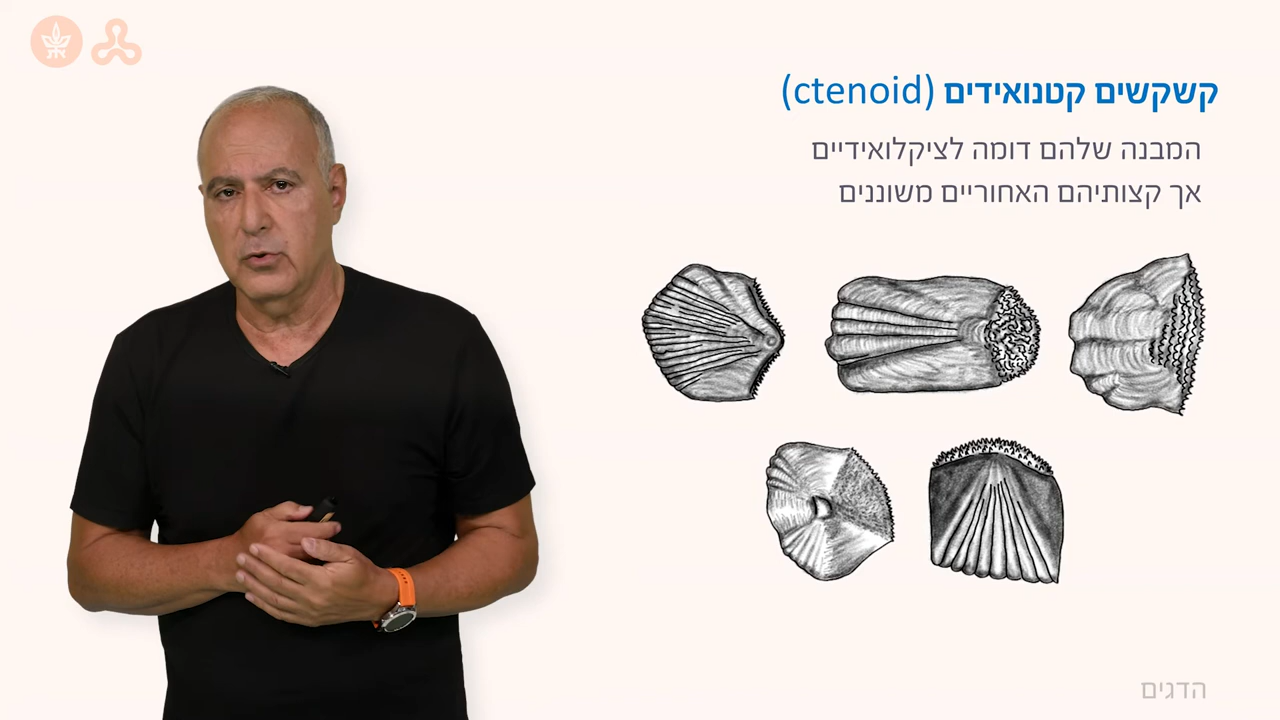 קשקשים קטנואידים (ctenoid)
המבנה שלהם דומה לציקלואידיים
אך קצותיהם האחוריים משוננים
הדגים